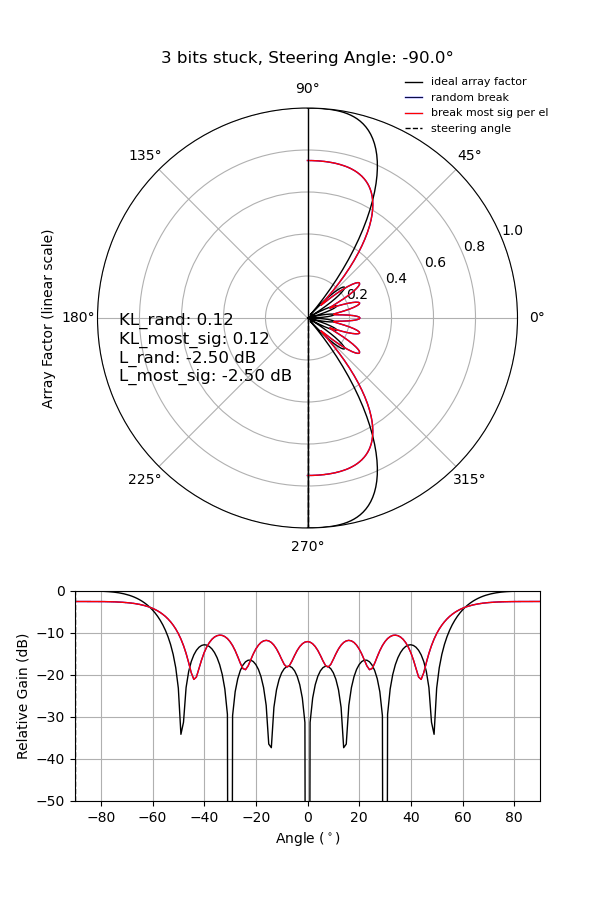 3 bits stuck, Steering Angle: -90.0°
ideal array factor
random break
break most sig per el
steering angle
90°
135°
45°
1.0
0.8
0.6
0.4
0.2
180°
0°
KL_rand: 0.12
KL_most_sig: 0.12
L_rand: -2.50 dB
L_most_sig: -2.50 dB
Array Factor (linear scale)
225°
315°
270°
0
−10
−20
−30
−40
−50
Relative Gain (dB)
−80 −60 −40 −20 0 20 40 60 80
Angle (°)